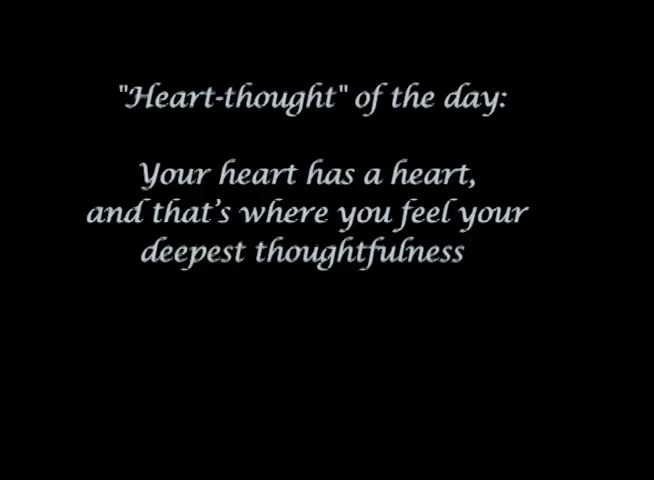 "Heart-thought" of the day:
Your heart has a heart,
and that's where you feel your
deepest thoughtfulness